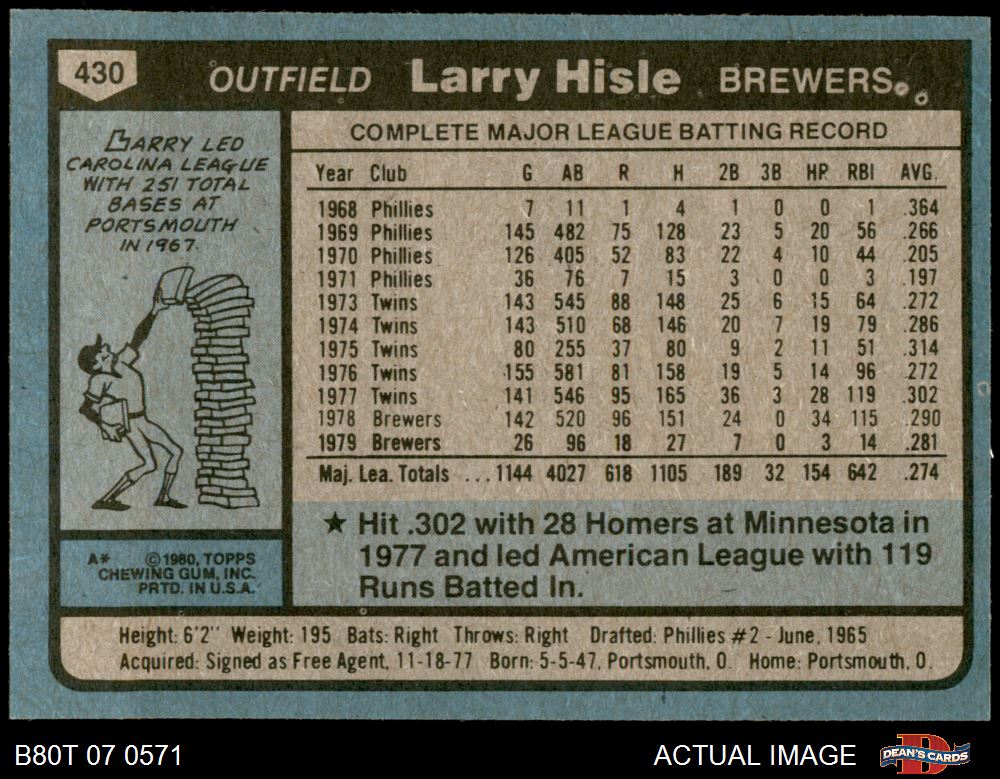 430 OUTFIELD Larry Hisle BREWERS
LARRY LED
CAROLINA LEAGUE
WITH 251 TOTAL
BASES AT
PORTSMOUTH
IN 1967.
A* ©1980, TOPPS
CHEWING GUM, INC.
PRTD. IN U.S.A.
COMPLETE MAJOR LEAGUE BATTING RECORD
Year Club G AB R H 2B 3B HR RBI AVG.
1968 Phillies 7 11 1 4 1 0 0 1 .364
1969 Phillies 145 482 75 128 23 5 20 56 .266
1970 Phillies 126 405 52 83 22 4 10 44 .205
1971 Phillies 36 76 7 15 3 0 0 3 .197
1973 Twins 143 545 88 148 25 6 15 64 .272
1974 Twins 143 510 68 146 20 7 19 79 .286
1975 Twins 80 255 37 80 9 2 11 51 .314
1976 Twins 155 581 81 158 19 5 14 96 .272
1977 Twins 141 546 95 165 36 3 28 119 .302
1978 Brewers 142 520 96 151 24 0 34 115 .290
1979 Brewers 26 96 18 27 7 0 3 14 .281
Maj. Lea. Totals ... 1144 4027 618 1105 189 32 154 642 .274
★ Hit .302 with 28 Homers at Minnesota in
1977 and led American League with 119
Runs Batted In.
Height: 6'2" Weight: 195 Bats: Right Throws: Right Drafted: Phillies #2 - June, 1965
Acquired: Signed as Free Agent, 11-18-77 Born: 5-5-47, Portsmouth, O. Home: Portsmouth, O.
B80T 07 0571 ACTUAL IMAGE DEAN'S CARDS